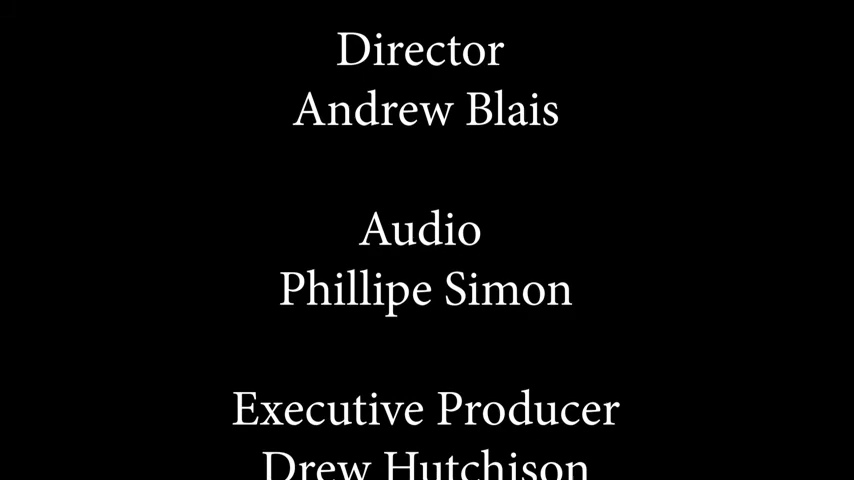 Director
Andrew Blais
Audio
Phillipe Simon
Executive Producer
Drew Hutchison